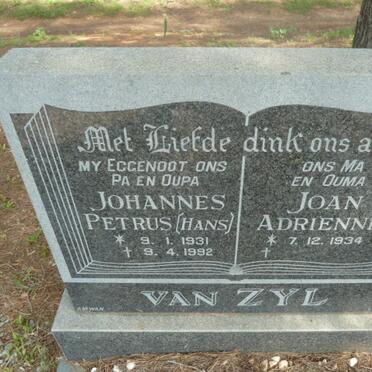 Met Liefde dink ons a
MY EGGENOOT ONS
PA EN OUPA
JOHANNES
PETRUS (HANS)
* 9.1.1931
† 9.4.1992
ONS MA
EN OUMA
JOAN
ADRIENN
* 7.12.1934
†
VAN ZYL